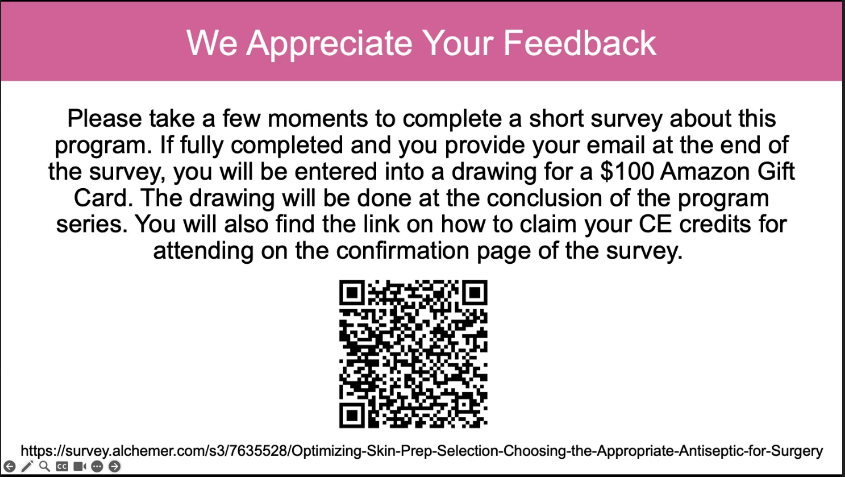 We Appreciate Your Feedback
Please take a few moments to complete a short survey about this
program. If fully completed and you provide your email at the end of
the survey, you will be entered into a drawing for a $100 Amazon Gift
Card. The drawing will be done at the conclusion of the program
series. You will also find the link on how to claim your CE credits for
attending on the confirmation page of the survey.
https://survey.alchemer.com/s3/7635528/Optimizing-Skin-Prep-Selection-Choosing-the-Appropriate-Antiseptic-for-Surgery
CC